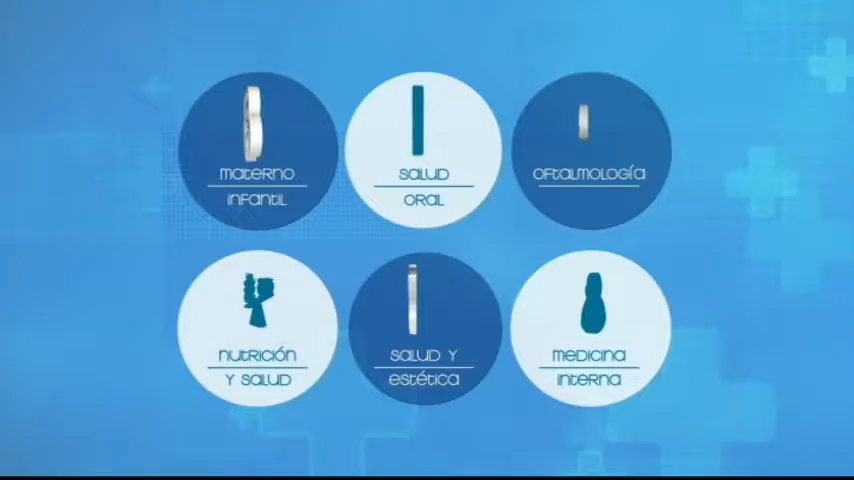 materno
infantil
salud
oral
oftalmología
nutrición
y salud
salud y
estética
medicina
interna